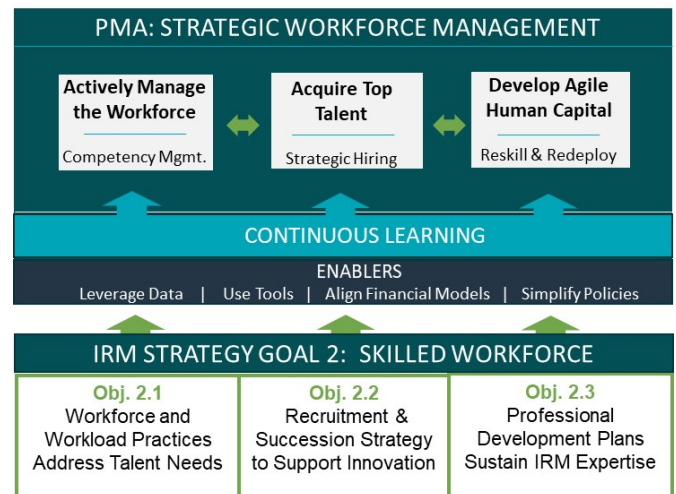 PMA: STRATEGIC WORKFORCE MANAGEMENT
Actively Manage
the Workforce
Competency Mgmt.
Acquire Top
Talent
Strategic Hiring
Develop Agile
Human Capital
Reskill & Redeploy
CONTINUOUS LEARNING
ENABLERS
Leverage Data | Use Tools | Align Financial Models | Simplify Policies
IRM STRATEGY GOAL 2: SKILLED WORKFORCE
Obj. 2.1
Workforce and
Workload Practices
Address Talent Needs
Obj. 2.2
Recruitment &
Succession Strategy
to Support Innovation
Obj. 2.3
Professional
Development Plans
Sustain IRM Expertise